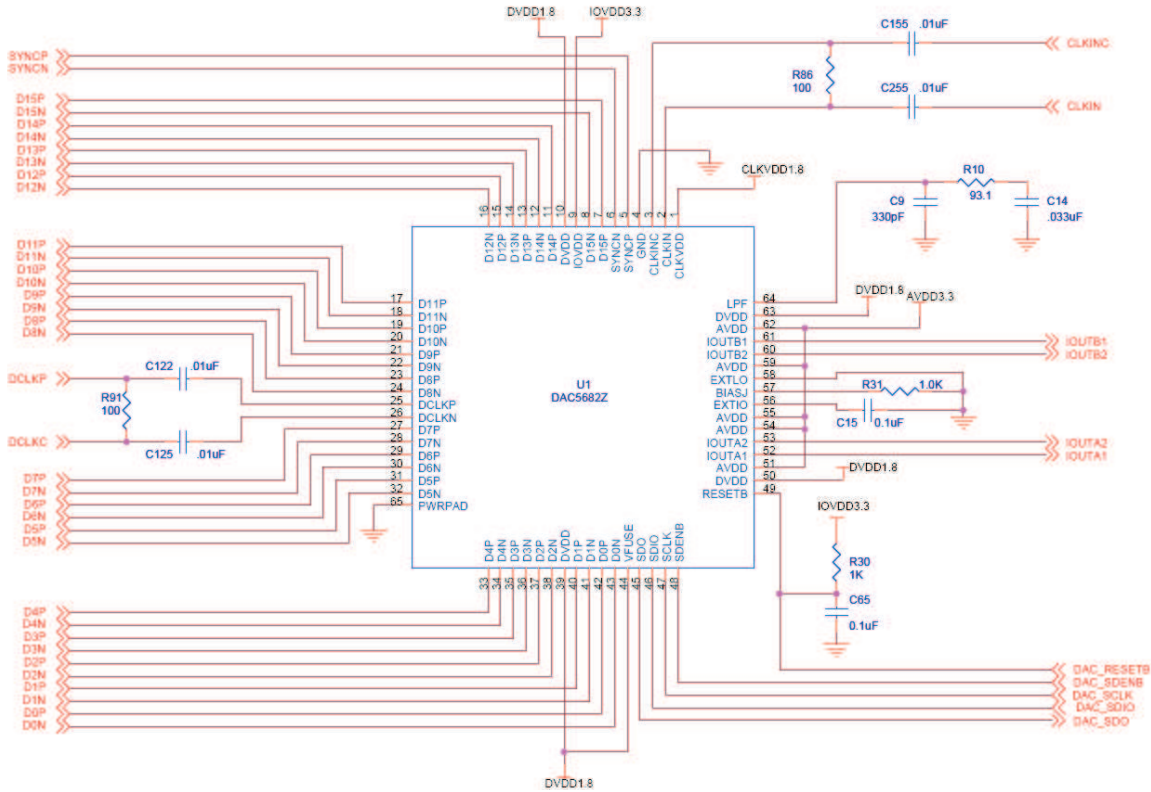 DVDD1.8
IOVDD3.3
C155 .01uF
CLKINC
SYNCP
SYNCN
R86
100
C255 .01uF
CLKIN
D15P
D15N
D14P
D14N
D13P
D13N
D12P
D12N
CLKVDD1.8
R10
93.1
C9
330pF
C14
.033uF
16 15 14 13 12 11 10 9 8 7 6 5 4 3 2 1
D12N D12P D13N D13P D14N D14P DVDD IOVDD D15N D15P SYNCN SYNCP GND CLKINC CLKIN CLKVDD
D11P
D11N
D10P
D10N
D9P
D9N
D8P
D8N
17 D11P
18 D11N
19 D10P
20 D10N
21 D9P
22 D9N
23 D8P
24 D8N
25 DCLKP
26 DCLKN
27 D7P
28 D7N
29 D6P
30 D6N
31 D5P
32 D5N
65 PWRPAD
U1
DAC5682Z
LPF 64
DVDD 63
AVDD 62
IOUTB1 61
IOUTB2 60
AVDD 59
EXTLO 58
BIASJ 57
EXTIO 56
AVDD 55
AVDD 54
IOUTA2 53
IOUTA1 52
AVDD 51
DVDD 50
RESETB 49
DVDD1.8
AVDD3.3
IOUTB1
IOUTB2
R31 1.0K
C15 0.1uF
IOUTA2
IOUTA1
DVDD1.8
DCLKP
C122 .01uF
R91
100
DCLKC
C125 .01uF
D7P
D7N
D6P
D6N
D5P
D5N
IOVDD3.3
R30
1K
C65
0.1uF
D4P D4N D3P D3N D2P D2N DVDD D1P D1N D0P D0N VFUSE SDO SDIO SCLK SDENB
33 34 35 36 37 38 39 40 41 42 43 44 45 46 47 48
D4P
D4N
D3P
D3N
D2P
D2N
D1P
D1N
D0P
D0N
DAC_RESETB
DAC_SDENB
DAC_SCLK
DAC_SDIO
DAC_SDO
DVDD1.8